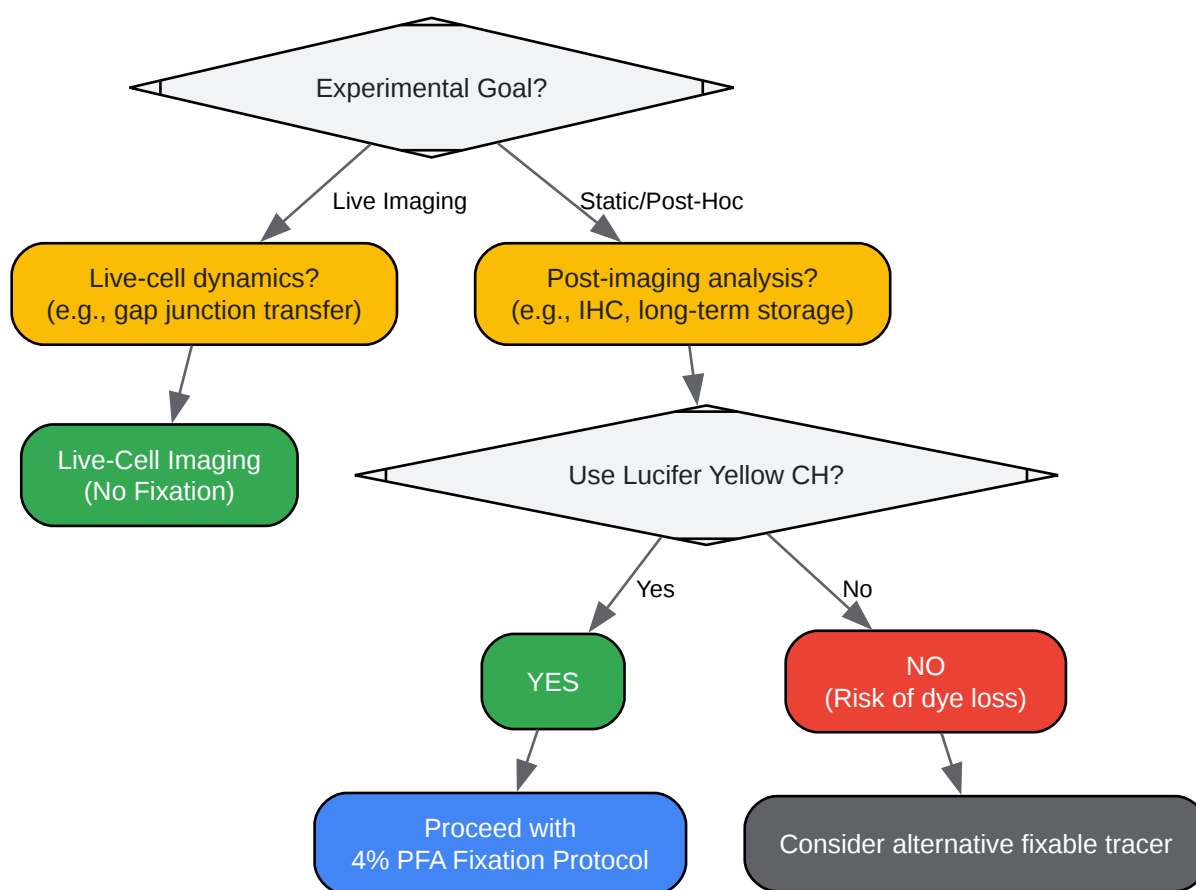 Experimental Goal?
Live Imaging
Static/Post-Hoc
Live-cell dynamics?
(e.g., gap junction transfer)
Post-imaging analysis?
(e.g., IHC, long-term storage)
Live-Cell Imaging
(No Fixation)
Use Lucifer Yellow CH?
Yes
No
YES
NO
(Risk of dye loss)
Proceed with
4% PFA Fixation Protocol
Consider alternative fixable tracer